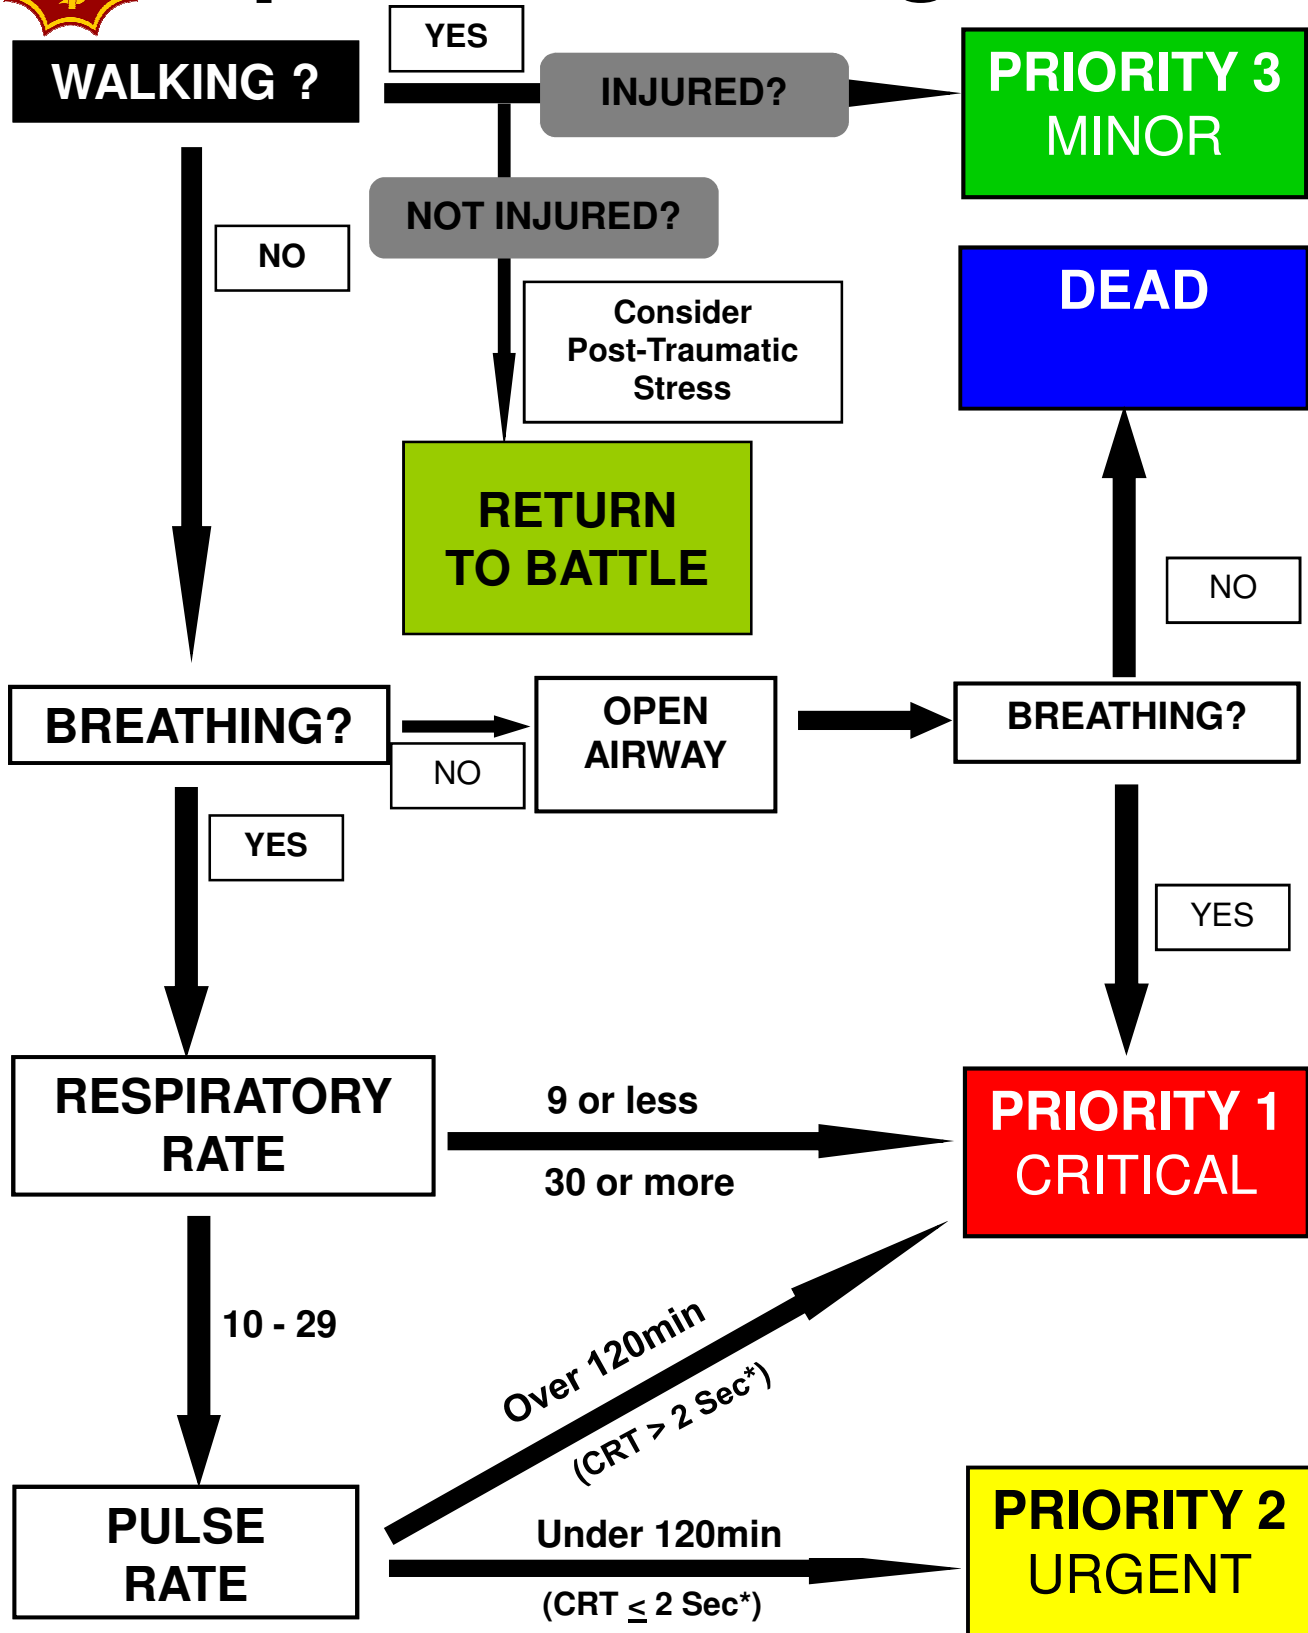 WALKING ?
YES
INJURED?
PRIORITY 3
MINOR
NOT INJURED?
NO
Consider
Post-Traumatic
Stress
DEAD
RETURN
TO BATTLE
NO
BREATHING?
NO
OPEN
AIRWAY
BREATHING?
YES
YES
RESPIRATORY
RATE
9 or less
30 or more
PRIORITY 1
CRITICAL
10 - 29
Over 120min
(CRT > 2 Sec*)
PULSE
RATE
Under 120min
(CRT ≤ 2 Sec*)
PRIORITY 2
URGENT